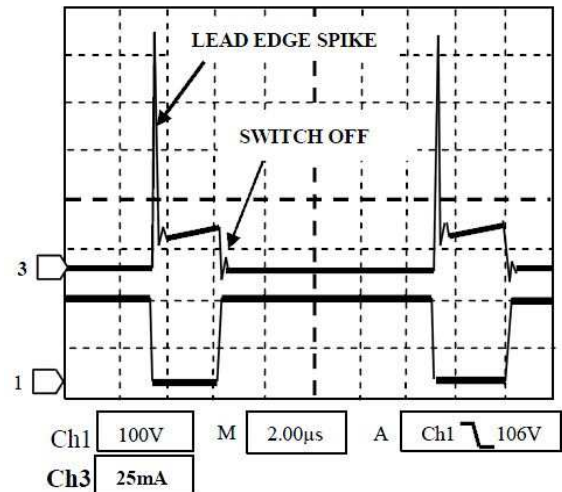 LEAD EDGE SPIKE
SWITCH OFF
3
1
Ch1 100V M 2.00µs A Ch1 106V
Ch3 25mA